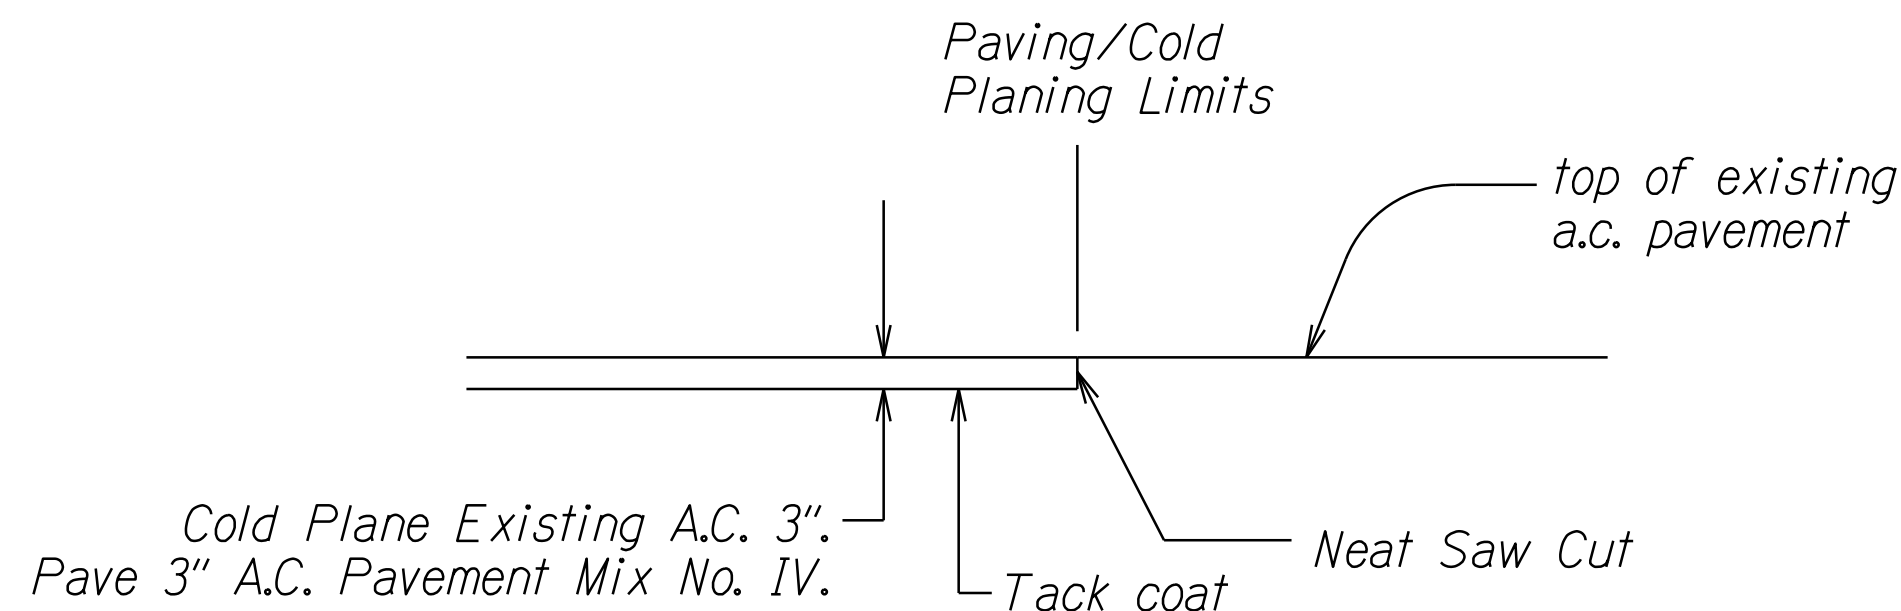 Paving/Cold
Planing Limits
top of existing
a.c. pavement
Cold Plane Existing A.C. 3".
Pave 3" A.C. Pavement Mix No. IV.
Neat Saw Cut
Tack coat